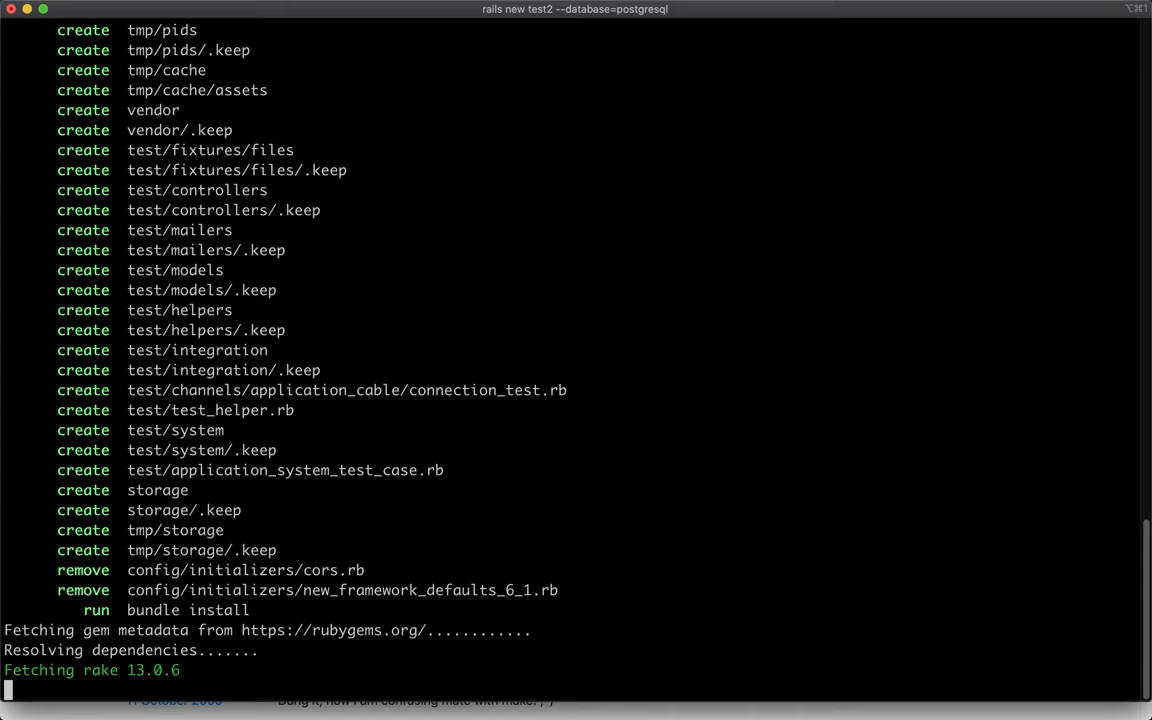 rails new test2 --database=postgresql
⌥⌘1
create tmp/pids
create tmp/pids/.keep
create tmp/cache
create tmp/cache/assets
create vendor
create vendor/.keep
create test/fixtures/files
create test/fixtures/files/.keep
create test/controllers
create test/controllers/.keep
create test/mailers
create test/mailers/.keep
create test/models
create test/models/.keep
create test/helpers
create test/helpers/.keep
create test/integration
create test/integration/.keep
create test/channels/application_cable/connection_test.rb
create test/test_helper.rb
create test/system
create test/system/.keep
create test/application_system_test_case.rb
create storage
create storage/.keep
create tmp/storage
create tmp/storage/.keep
remove config/initializers/cors.rb
remove config/initializers/new_framework_defaults_6_1.rb
run bundle install
Fetching gem metadata from https://rubygems.org/............
Resolving dependencies.......
Fetching rake 13.0.6